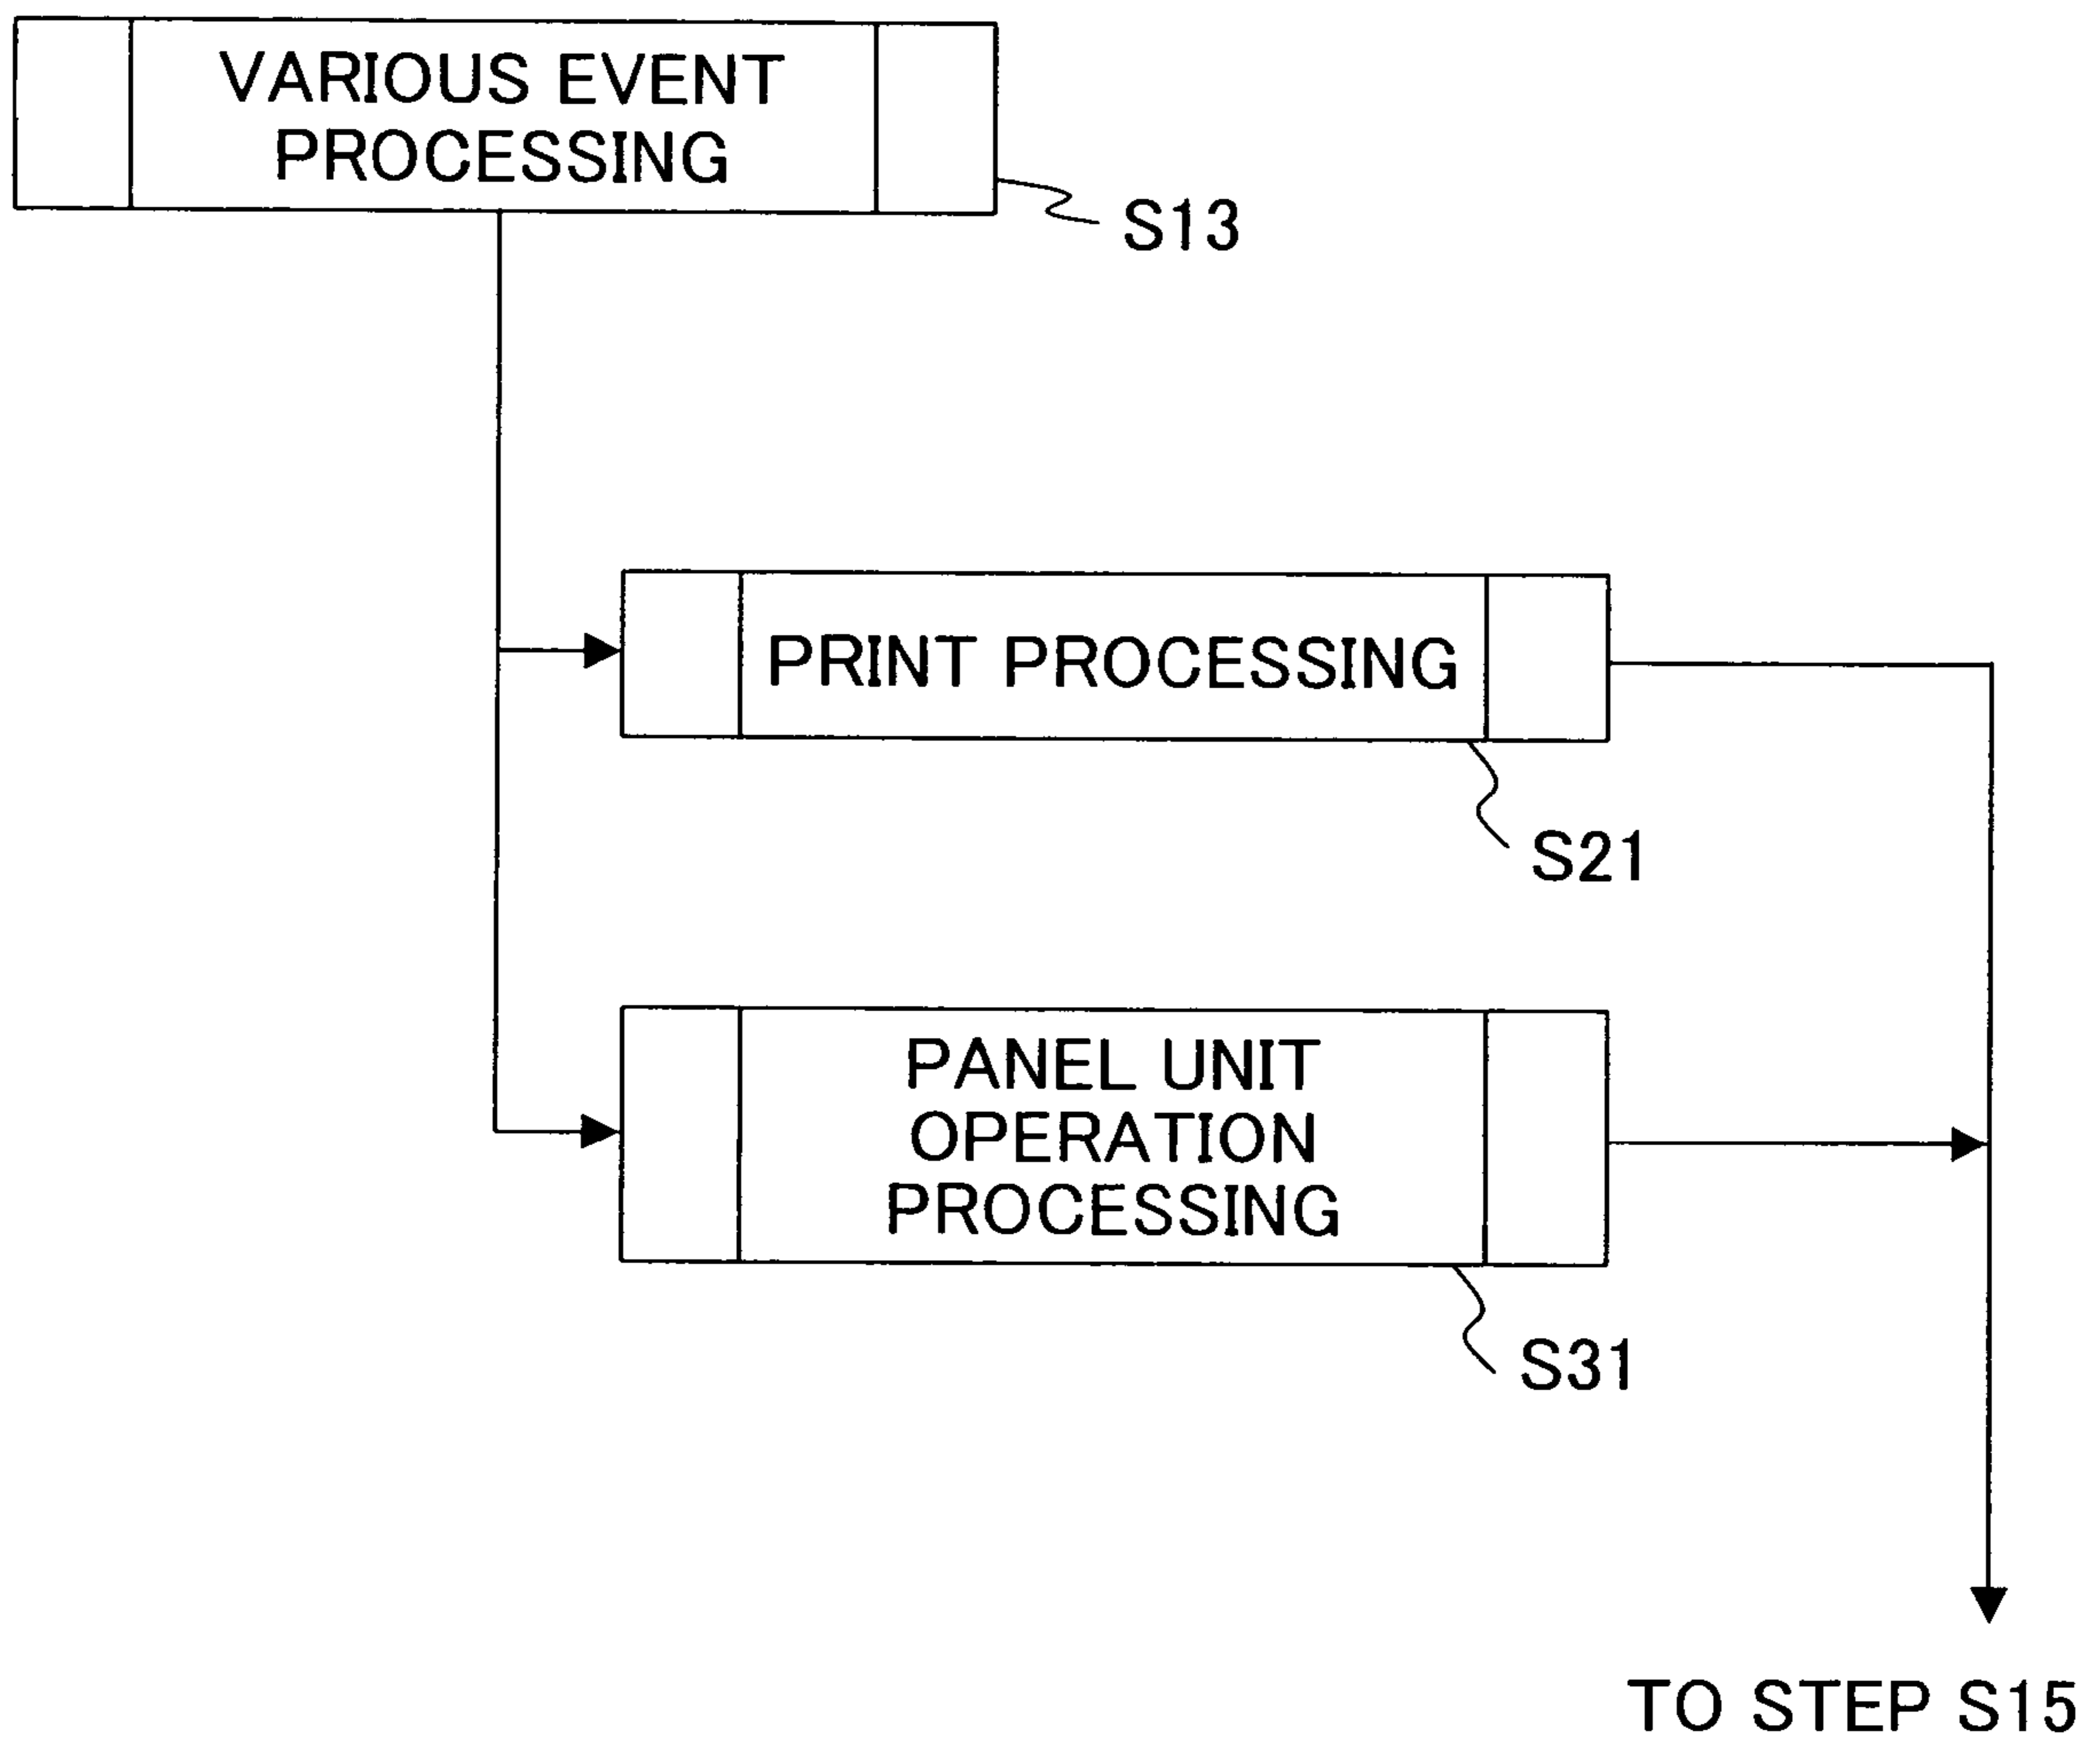 VARIOUS EVENT
PROCESSING
S13
PRINT PROCESSING
S21
PANEL UNIT
OPERATION
PROCESSING
S31
TO STEP S15